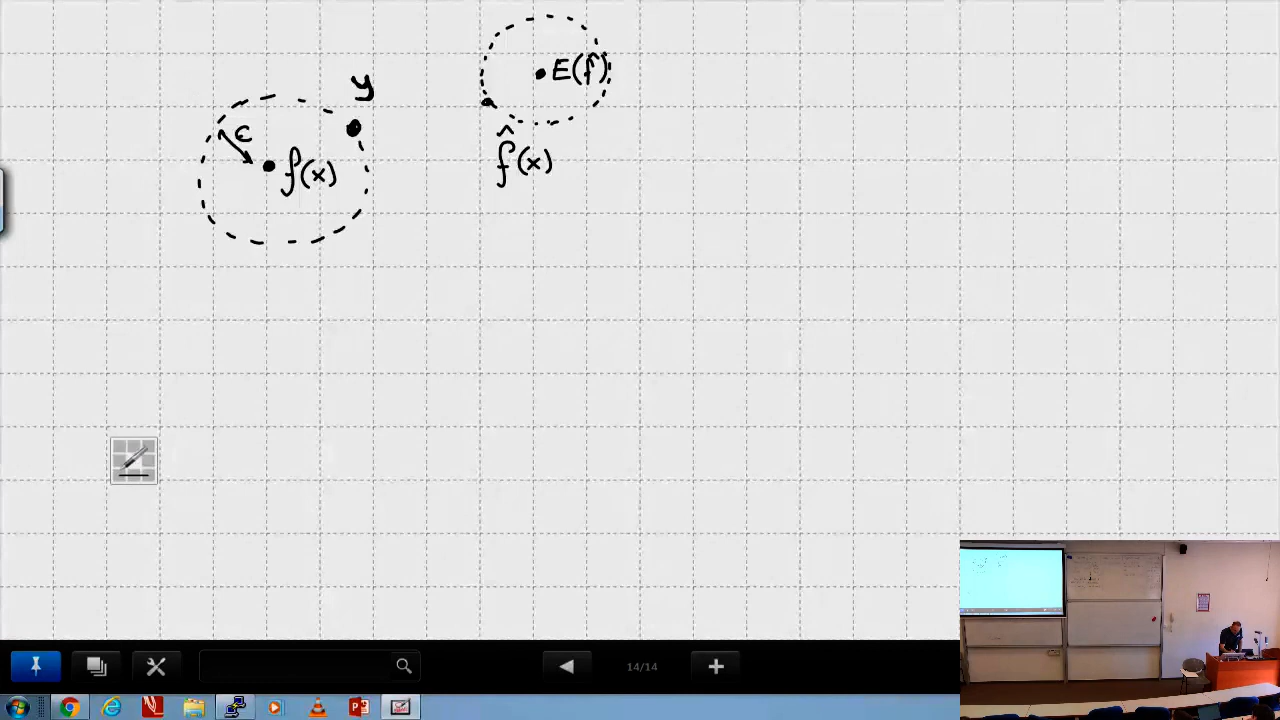 E(f̂)
y
ϵ
f(x)
f̂(x)
14/14